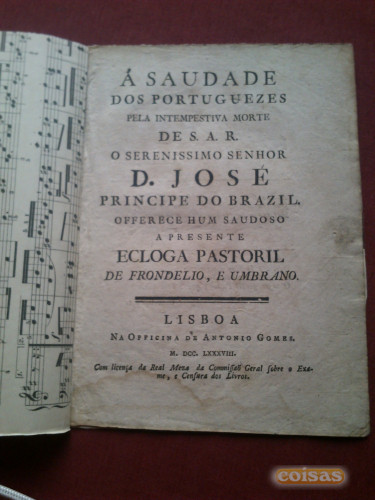 Á SAUDADE
DOS PORTUGUEZES
PELA INTEMPESTIVA MORTE
DE S. A. R.
O SERENISSIMO SENHOR
D. JOSÉ
PRINCIPE DO BRAZIL,
OFFERECE HUM SAUDOSO
A PRESENTE
ECLOGA PASTORIL
DE FRONDELIO, E UMBRANO.
LISBOA
NA OFFICINA DE ANTONIO GOMES.
M. DCC. LXXXVIII.
Com licença da Real Meza da Commissaõ Geral sobre o Exa-
me, e Censura dos Livros.
coisas